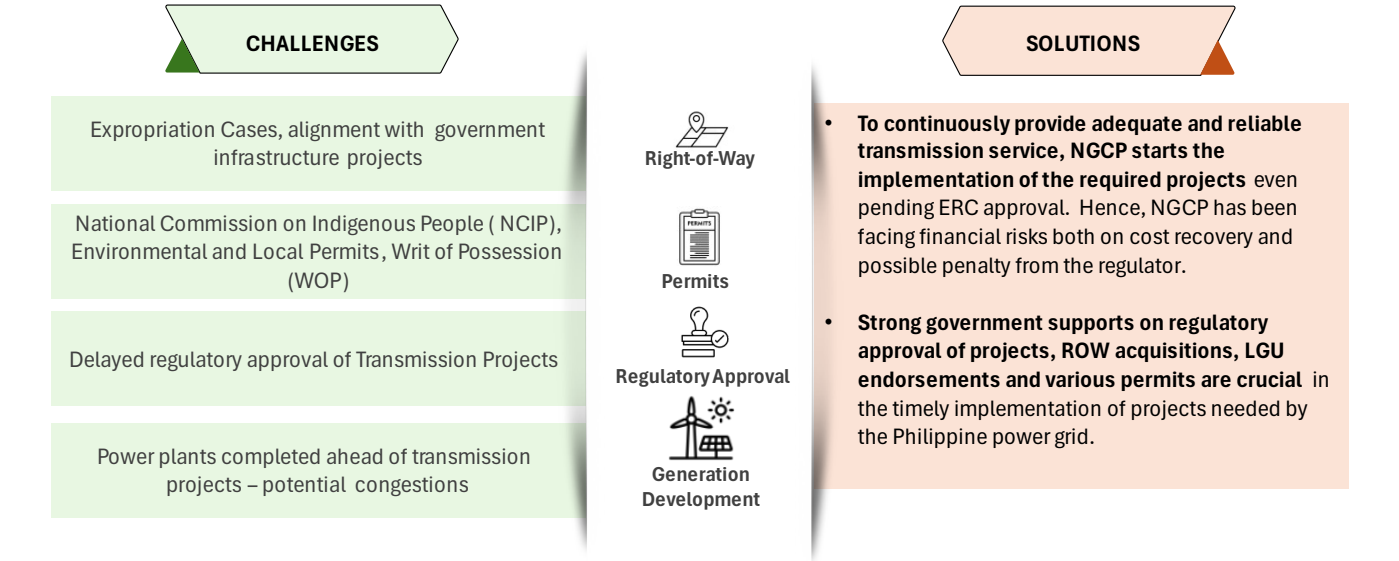 CHALLENGES
Expropriation Cases, alignment with government
infrastructure projects
National Commission on Indigenous People ( NCIP),
Environmental and Local Permits, Writ of Possession
(WOP)
Delayed regulatory approval of Transmission Projects
Power plants completed ahead of transmission
projects – potential congestions
Right-of-Way
PERMITS
Permits
Regulatory Approval
Generation
Development
SOLUTIONS
• To continuously provide adequate and reliable
transmission service, NGCP starts the
implementation of the required projects even
pending ERC approval. Hence, NGCP has been
facing financial risks both on cost recovery and
possible penalty from the regulator.
• Strong government supports on regulatory
approval of projects, ROW acquisitions, LGU
endorsements and various permits are crucial in
the timely implementation of projects needed by
the Philippine power grid.